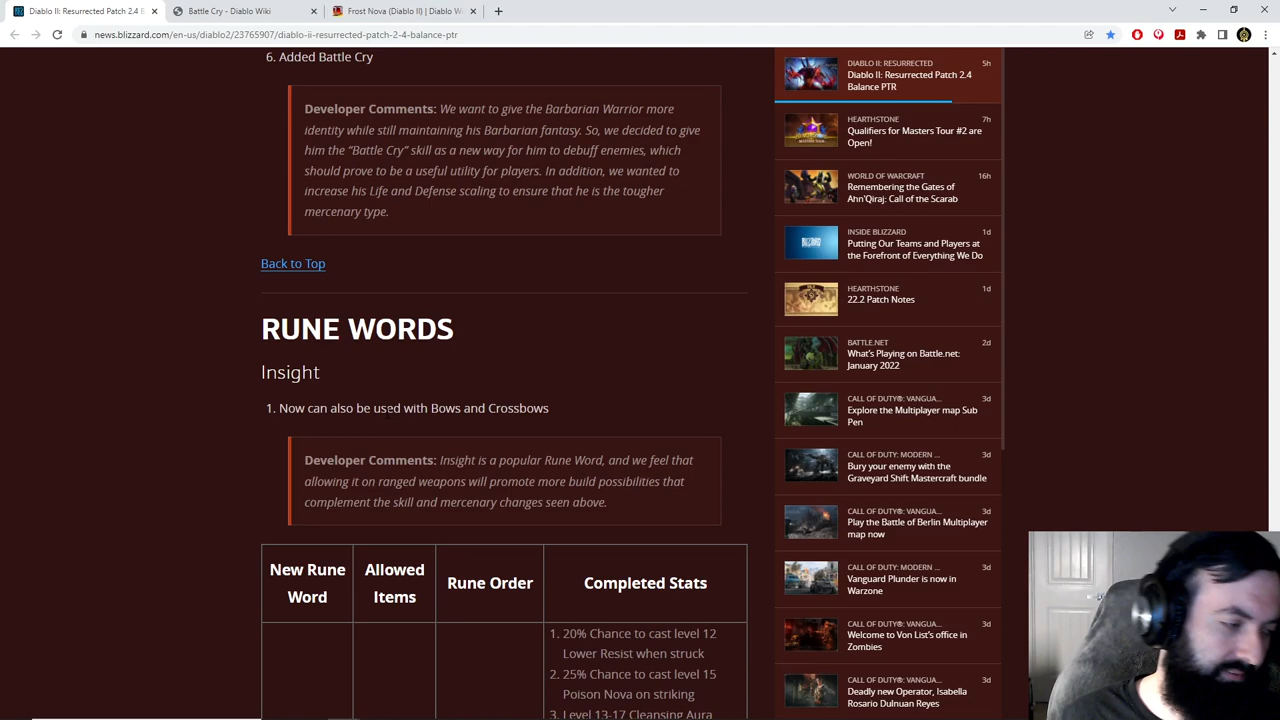 Diablo II: Resurrected Patch 2.4 B
Battle Cry - Diablo Wiki
Frost Nova (Diablo II) | Diablo W
news.blizzard.com/en-us/diablo2/23765907/diablo-ii-resurrected-patch-2-4-balance-ptr
6. Added Battle Cry
Developer Comments: We want to give the Barbarian Warrior more
identity while still maintaining his Barbarian fantasy. So, we decided to give
him the “Battle Cry” skill as a new way for him to debuff enemies, which
should prove to be a useful utility for players. In addition, we wanted to
increase his Life and Defense scaling to ensure that he is the tougher
mercenary type.
Back to Top
RUNE WORDS
Insight
1. Now can also be used with Bows and Crossbows
Developer Comments: Insight is a popular Rune Word, and we feel that
allowing it on ranged weapons will promote more build possibilities that
complement the skill and mercenary changes seen above.
New Rune
Word
Allowed
Items
Rune Order
Completed Stats
1. 20% Chance to cast level 12
Lower Resist when struck
2. 25% Chance to cast level 15
Poison Nova on striking
3. Level 13-17 Cleansing Aura
DIABLO II: RESURRECTED 5h
Diablo II: Resurrected Patch 2.4
Balance PTR
HEARTHSTONE 7h
Qualifiers for Masters Tour #2 are
Open!
WORLD OF WARCRAFT 16h
Remembering the Gates of
Ahn'Qiraj: Call of the Scarab
INSIDE BLIZZARD 1d
Putting Our Teams and Players at
the Forefront of Everything We Do
HEARTHSTONE 1d
22.2 Patch Notes
BATTLE.NET 2d
What’s Playing on Battle.net:
January 2022
CALL OF DUTY®: VANGUA... 3d
Explore the Multiplayer map Sub
Pen
CALL OF DUTY: MODERN ... 3d
Bury your enemy with the
Graveyard Shift Mastercraft bundle
CALL OF DUTY®: VANGUA... 3d
Play the Battle of Berlin Multiplayer
map now
CALL OF DUTY: MODERN ... 3d
Vanguard Plunder is now in
Warzone
CALL OF DUTY®: VANGUA... 3d
Welcome to Von List’s office in
Zombies
CALL OF DUTY®: VANGUA... 3d
Deadly new Operator, Isabella
Rosario Dulnuan Reyes